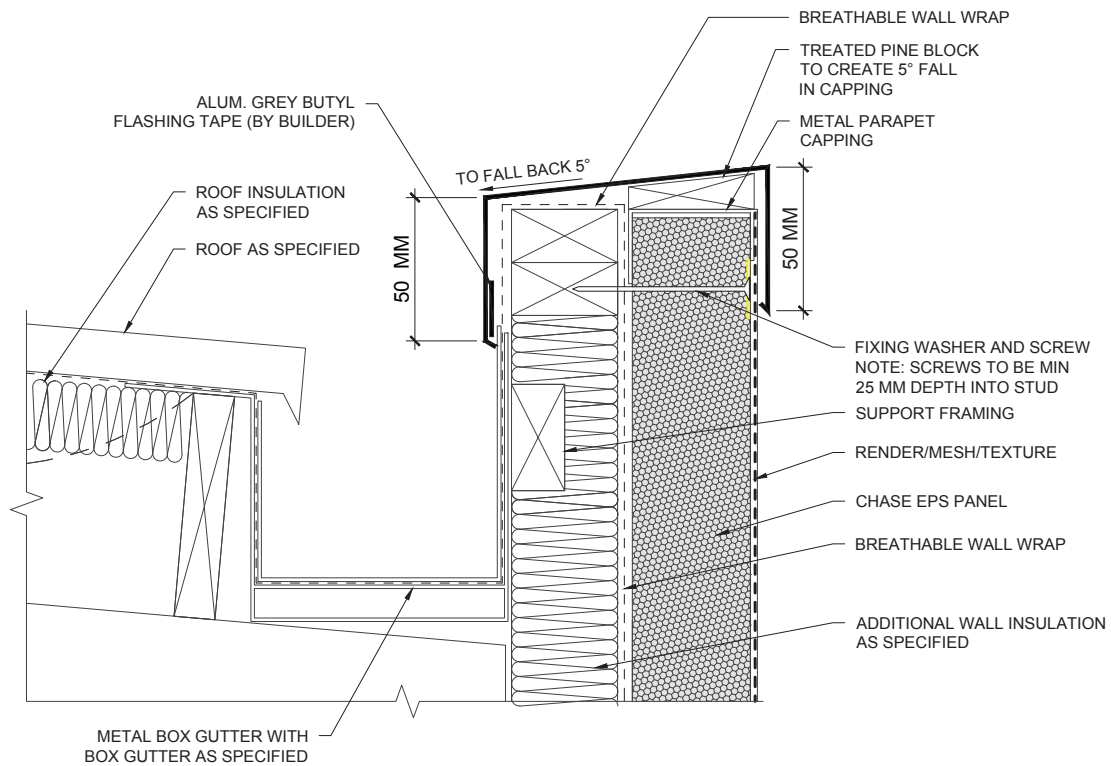 BREATHABLE WALL WRAP
TREATED PINE BLOCK
TO CREATE 5° FALL
IN CAPPING
ALUM. GREY BUTYL
FLASHING TAPE (BY BUILDER)
METAL PARAPET
CAPPING
TO FALL BACK 5°
ROOF INSULATION
AS SPECIFIED
ROOF AS SPECIFIED
50 MM
50 MM
FIXING WASHER AND SCREW
NOTE: SCREWS TO BE MIN
25 MM DEPTH INTO STUD
SUPPORT FRAMING
RENDER/MESH/TEXTURE
CHASE EPS PANEL
BREATHABLE WALL WRAP
ADDITIONAL WALL INSULATION
AS SPECIFIED
METAL BOX GUTTER WITH
BOX GUTTER AS SPECIFIED